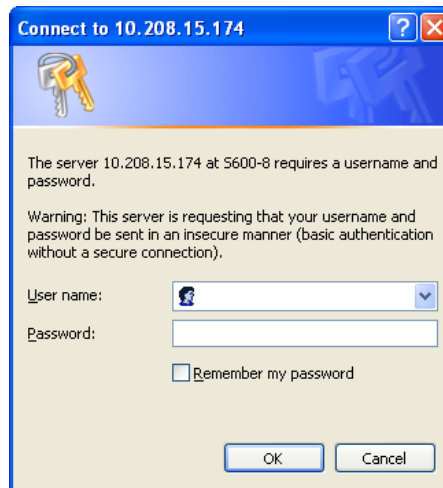 Connect to 10.208.15.174
The server 10.208.15.174 at S600-8 requires a username and
password.
Warning: This server is requesting that your username and
password be sent in an insecure manner (basic authentication
without a secure connection).
User name:
Password:
Remember my password
OK
Cancel